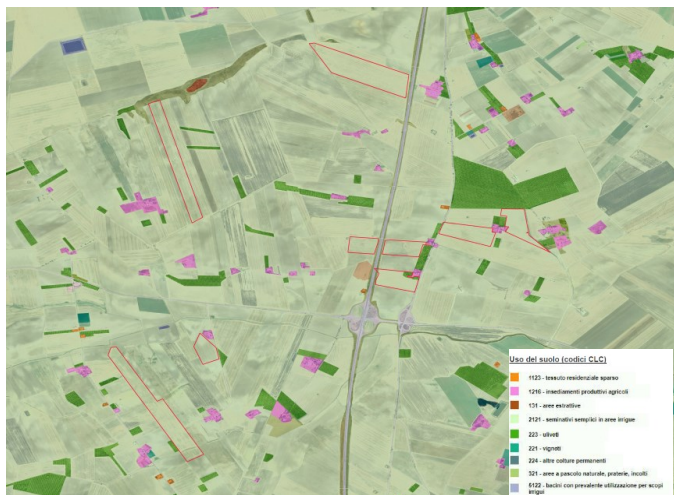 Uso del suolo (codici CLC)
1123 - tessuto residenziale sparso
1216 - insediamenti produttivi agricoli
131 - aree estrattive
2121 - seminativi semplici in aree irrigue
223 - uliveti
221 - vigneti
224 - altre colture permanenti
321 - aree a pascolo naturale, praterie, incolti
5122 - bacini con prevalente utilizzazione per scopi
irrigui